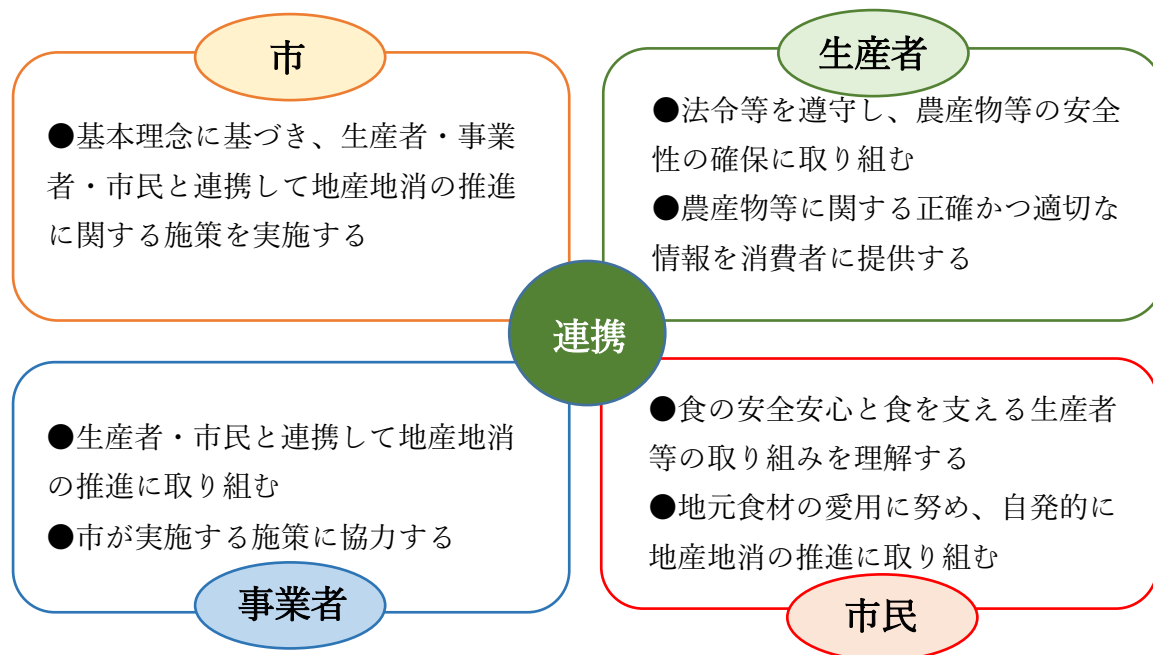 市
●基本理念に基づき、生産者・事業
者・市民と連携して地産地消の推進
に関する施策を実施する
生産者
●法令等を遵守し、農産物等の安全
性の確保に取り組む
●農産物等に関する正確かつ適切な
情報を消費者に提供する
連携
●生産者・市民と連携して地産地消
の推進に取り組む
●市が実施する施策に協力する
事業者
●食の安全安心と食を支える生産者
等の取り組みを理解する
●地元食材の愛用に努め、自発的に
地産地消の推進に取り組む
市民